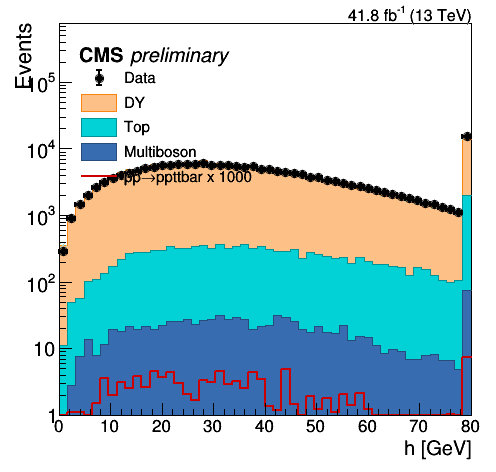 41.8 fb-1 (13 TeV)
Events
CMS preliminary
Data
DY
Top
Multiboson
pp→ppttbar x 1000
10^5
10^4
10^3
10^2
10
1
0 10 20 30 40 50 60 70 80
h [GeV]